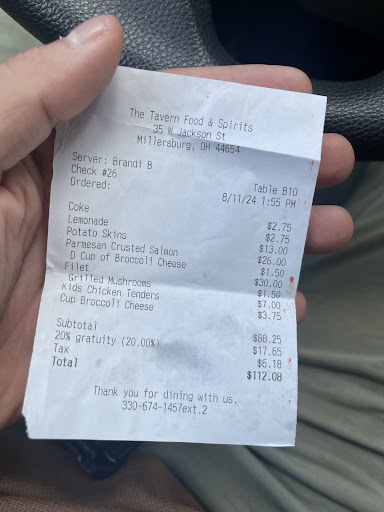 The Tavern Food & Spirits
35 W Jackson St
Millersburg, OH 44654
Server: Brandi B
Check #26 Table B10
Ordered: 8/11/24 1:55 PM
Coke $2.75
Lemonade $2.75
Potato Skins $13.00
Parmesan Crusted Salmon $26.00
D Cup of Broccoli Cheese $1.50
Filet $30.00
Grilled Mushrooms $1.50
Kids Chicken Tenders $7.00
Cup Broccoli Cheese $3.75
Subtotal $88.25
20% gratuity (20.00%) $17.65
Tax $6.18
Total $112.08
Thank you for dining with us.
330-674-1457ext.2